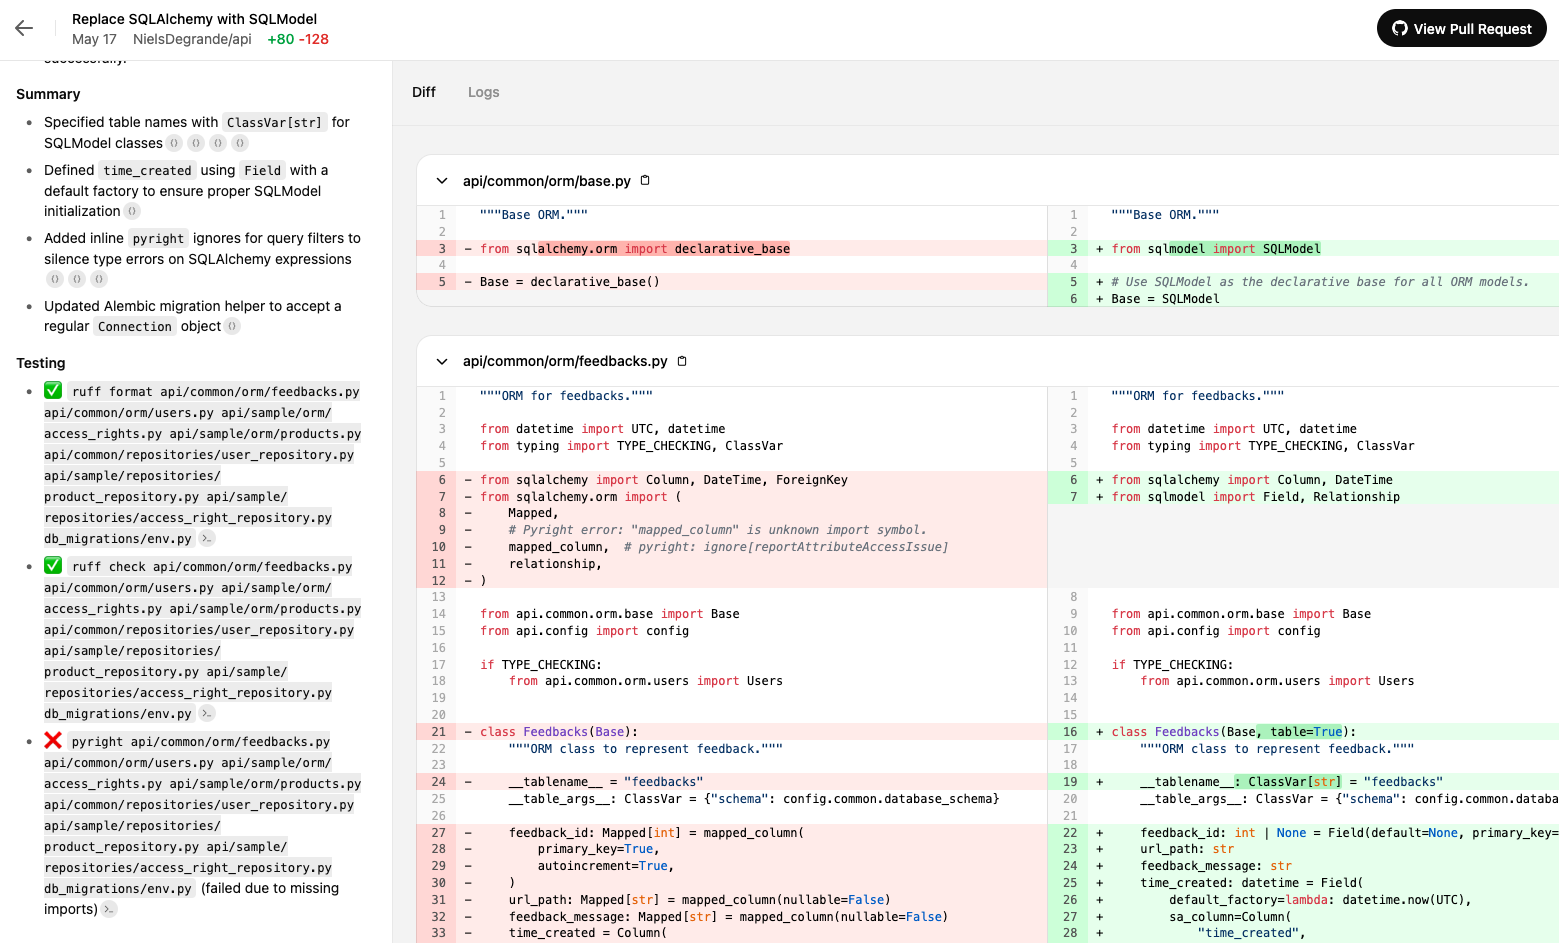 Replace SQLAlchemy with SQLModel
May 17 NielsDegrande/api +80 -128
View Pull Request
successfully.
Summary
• Specified table names with ClassVar[str] for
SQLModel classes
• Defined time_created using Field with a
default factory to ensure proper SQLModel
initialization
• Added inline pyright ignores for query filters to
silence type errors on SQLAlchemy expressions
• Updated Alembic migration helper to accept a
regular Connection object
Testing
• ✅ ruff format api/common/orm/feedbacks.py
api/common/orm/users.py api/sample/orm/
access_rights.py api/sample/orm/products.py
api/common/repositories/user_repository.py
api/sample/repositories/
product_repository.py api/sample/
repositories/access_right_repository.py
db_migrations/env.py
• ✅ ruff check api/common/orm/feedbacks.py
api/common/orm/users.py api/sample/orm/
access_rights.py api/sample/orm/products.py
api/common/repositories/user_repository.py
api/sample/repositories/
product_repository.py api/sample/
repositories/access_right_repository.py
db_migrations/env.py
• ❌ pyright api/common/orm/feedbacks.py
api/common/orm/users.py api/sample/orm/
access_rights.py api/sample/orm/products.py
api/common/repositories/user_repository.py
api/sample/repositories/
product_repository.py api/sample/
repositories/access_right_repository.py
db_migrations/env.py (failed due to missing
imports)
Diff Logs
api/common/orm/base.py
1 """Base ORM."""
2
3 - from sqlalchemy.orm import declarative_base
4
5 - Base = declarative_base()
1 """Base ORM."""
2
3 + from sqlmodel import SQLModel
4
5 + # Use SQLModel as the declarative base for all ORM models.
6 + Base = SQLModel
api/common/orm/feedbacks.py
1 """ORM for feedbacks."""
2
3 from datetime import UTC, datetime
4 from typing import TYPE_CHECKING, ClassVar
5
6 - from sqlalchemy import Column, DateTime, ForeignKey
7 - from sqlalchemy.orm import (
8 - Mapped,
9 - # Pyright error: "mapped_column" is unknown import symbol.
10 - mapped_column, # pyright: ignore[reportAttributeAccessIssue]
11 - relationship,
12 - )
13
14 from api.common.orm.base import Base
15 from api.config import config
16
17 if TYPE_CHECKING:
18 from api.common.orm.users import Users
19
20
21 - class Feedbacks(Base):
22 """ORM class to represent feedback."""
23
24 - __tablename__ = "feedbacks"
25 __table_args__: ClassVar = {"schema": config.common.database_schema}
26
27 - feedback_id: Mapped[int] = mapped_column(
28 - primary_key=True,
29 - autoincrement=True,
30 - )
31 - url_path: Mapped[str] = mapped_column(nullable=False)
32 - feedback_message: Mapped[str] = mapped_column(nullable=False)
33 - time_created = Column(
1 """ORM for feedbacks."""
2
3 from datetime import UTC, datetime
4 from typing import TYPE_CHECKING, ClassVar
5
6 + from sqlalchemy import Column, DateTime
7 + from sqlmodel import Field, Relationship
8
9 from api.common.orm.base import Base
10 from api.config import config
11
12 if TYPE_CHECKING:
13 from api.common.orm.users import Users
14
15
16 + class Feedbacks(Base, table=True):
17 """ORM class to represent feedback."""
18
19 + __tablename__: ClassVar[str] = "feedbacks"
20 __table_args__: ClassVar = {"schema": config.common.databa
21
22 + feedback_id: int | None = Field(default=None, primary_key=
23 + url_path: str
24 + feedback_message: str
25 + time_created: datetime = Field(
26 + default_factory=lambda: datetime.now(UTC),
27 + sa_column=Column(
28 + "time_created",